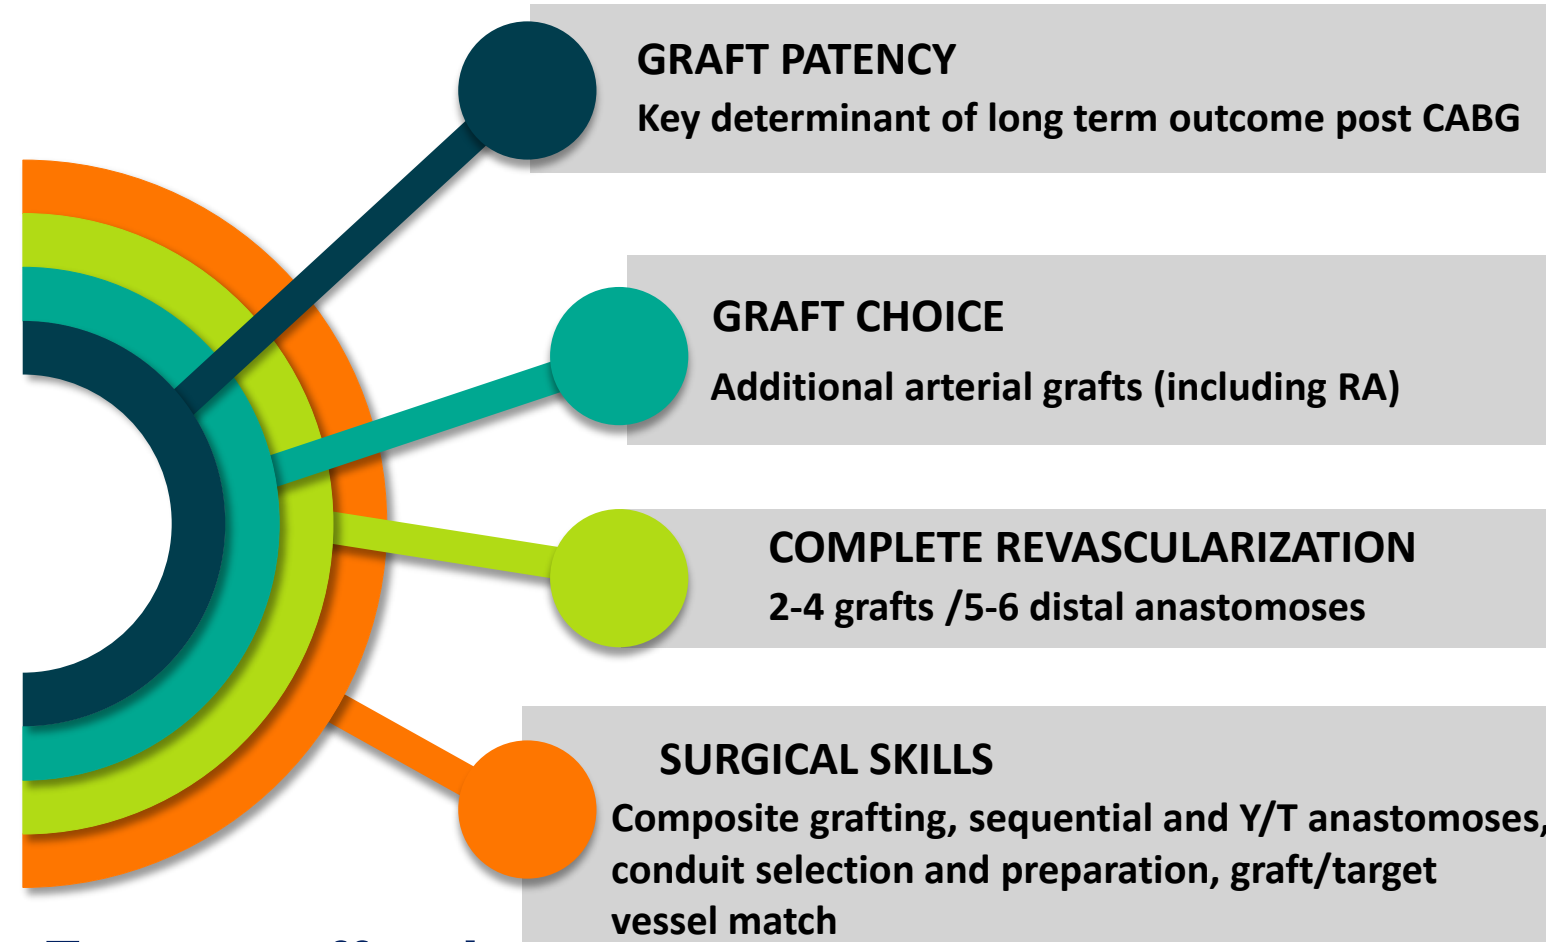 GRAFT PATENCY
Key determinant of long term outcome post CABG
GRAFT CHOICE
Additional arterial grafts (including RA)
COMPLETE REVASCULARIZATION
2-4 grafts /5-6 distal anastomoses
SURGICAL SKILLS
Composite grafting, sequential and Y/T anastomoses,
conduit selection and preparation, graft/target
vessel match